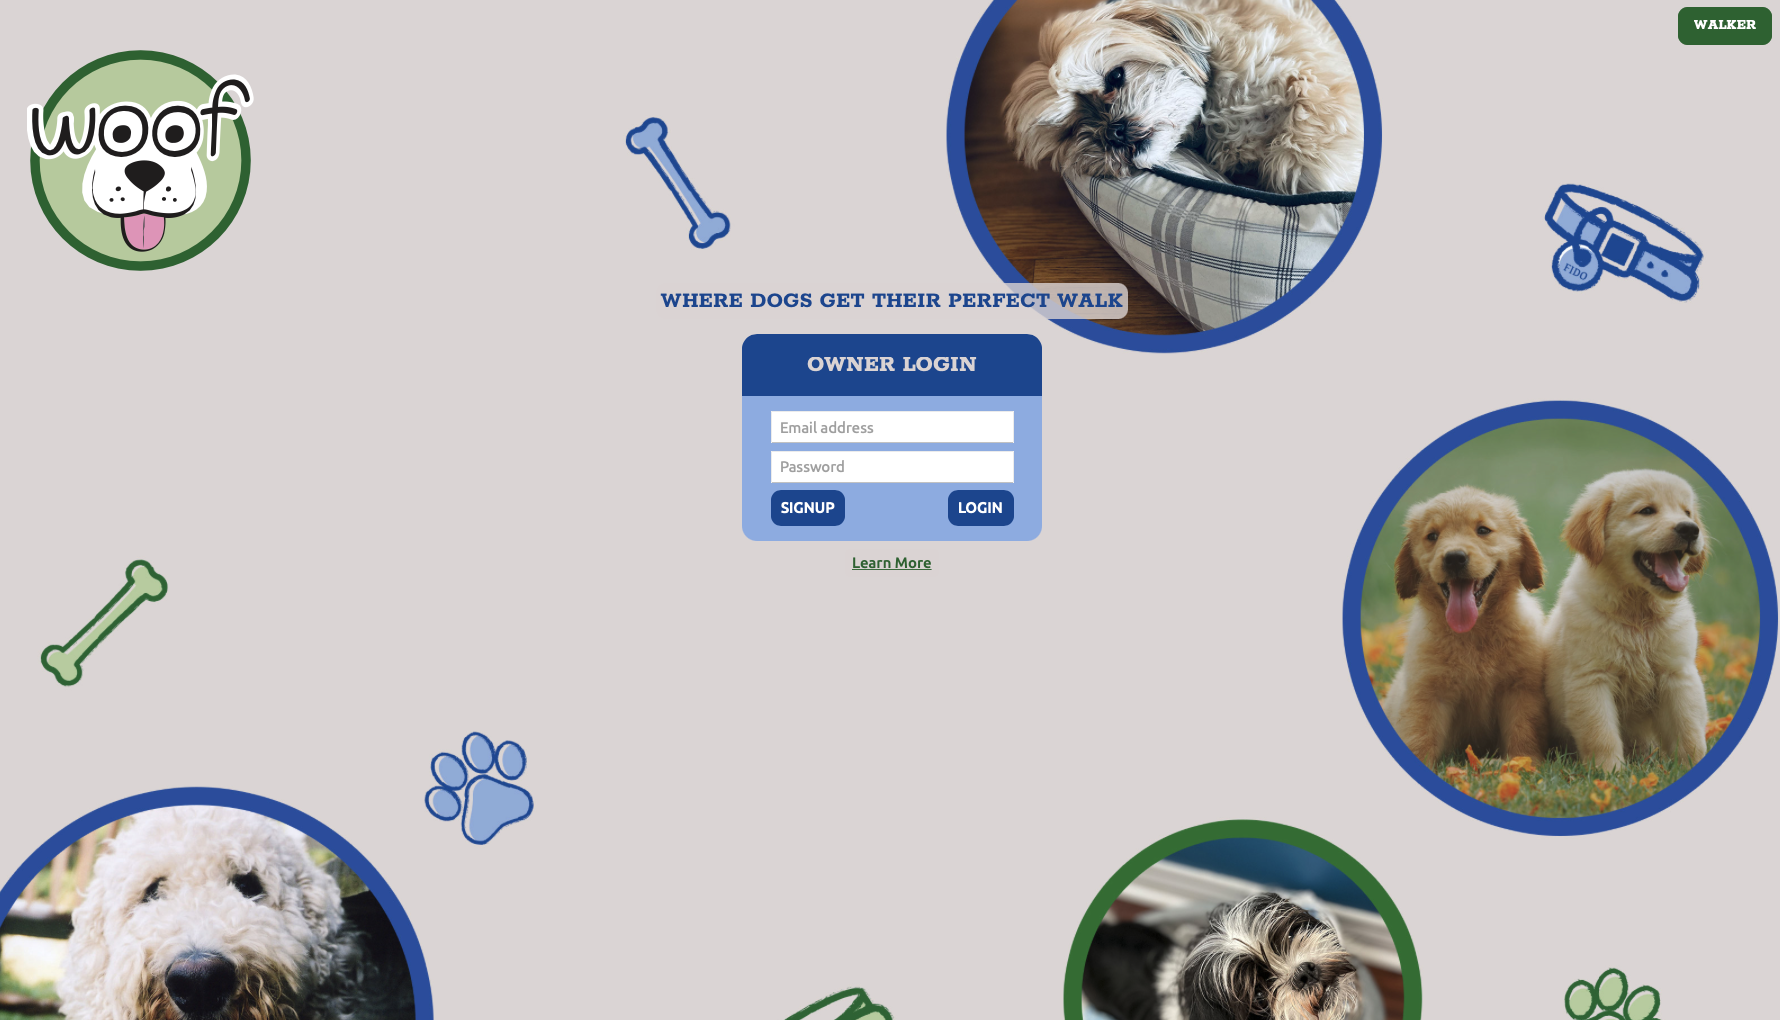 WALKER
woof
FIDO
WHERE DOGS GET THEIR PERFECT WALK
OWNER LOGIN
Email address
Password
SIGNUP LOGIN
Learn More